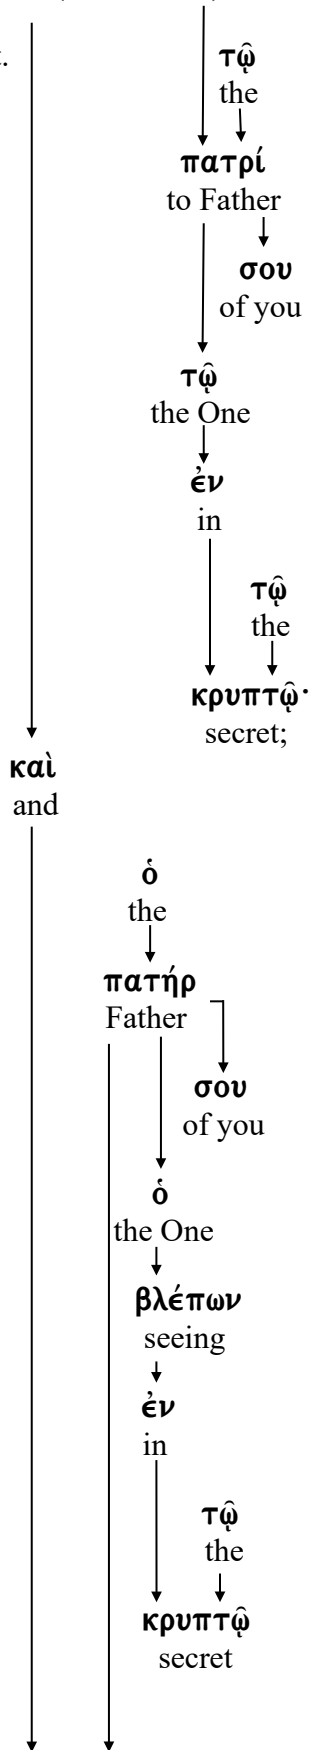 τῷ
the
πατρί
to Father
σου
of you
τῷ
the One
ἐν
in
τῷ
the
κρυπτῷ·
secret;
καὶ
and
ὁ
the
πατήρ
Father
σου
of you
ὁ
the One
βλέπων
seeing
ἐν
in
τῷ
the
κρυπτῷ
secret